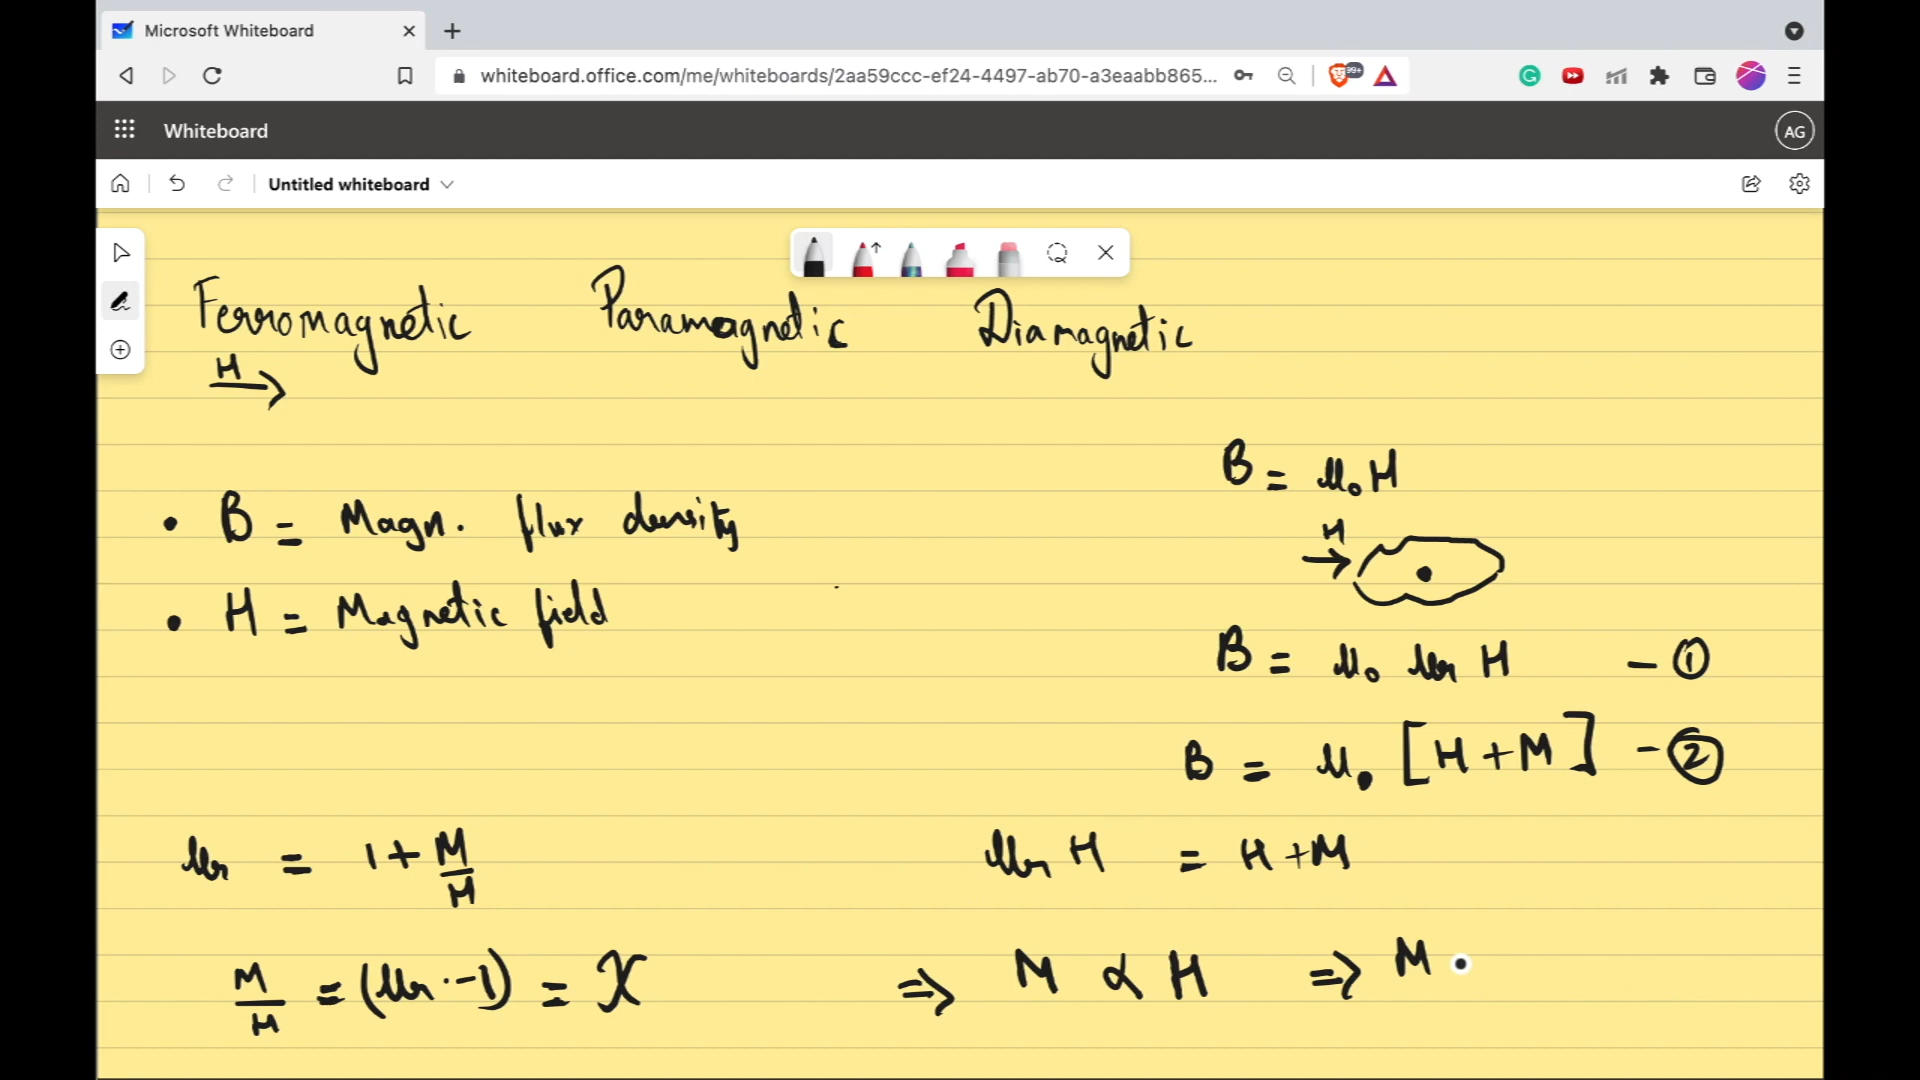 Microsoft Whiteboard
whiteboard.office.com/me/whiteboards/2aa59ccc-ef24-4497-ab70-a3eaabb865...
99+
Whiteboard
AG
Untitled whiteboard
Ferromagnetic Paramagnetic Diamagnetic
H
B = μ₀H
• B = Magn. flux density
H
• H = Magnetic field
B = μ₀ μr H — ①
B = μ₀ [H + M] — ②
μr = 1 + M/H
μr H = H + M
M/H = (μr - 1) = χ
⇒ M ∝ H ⇒ M